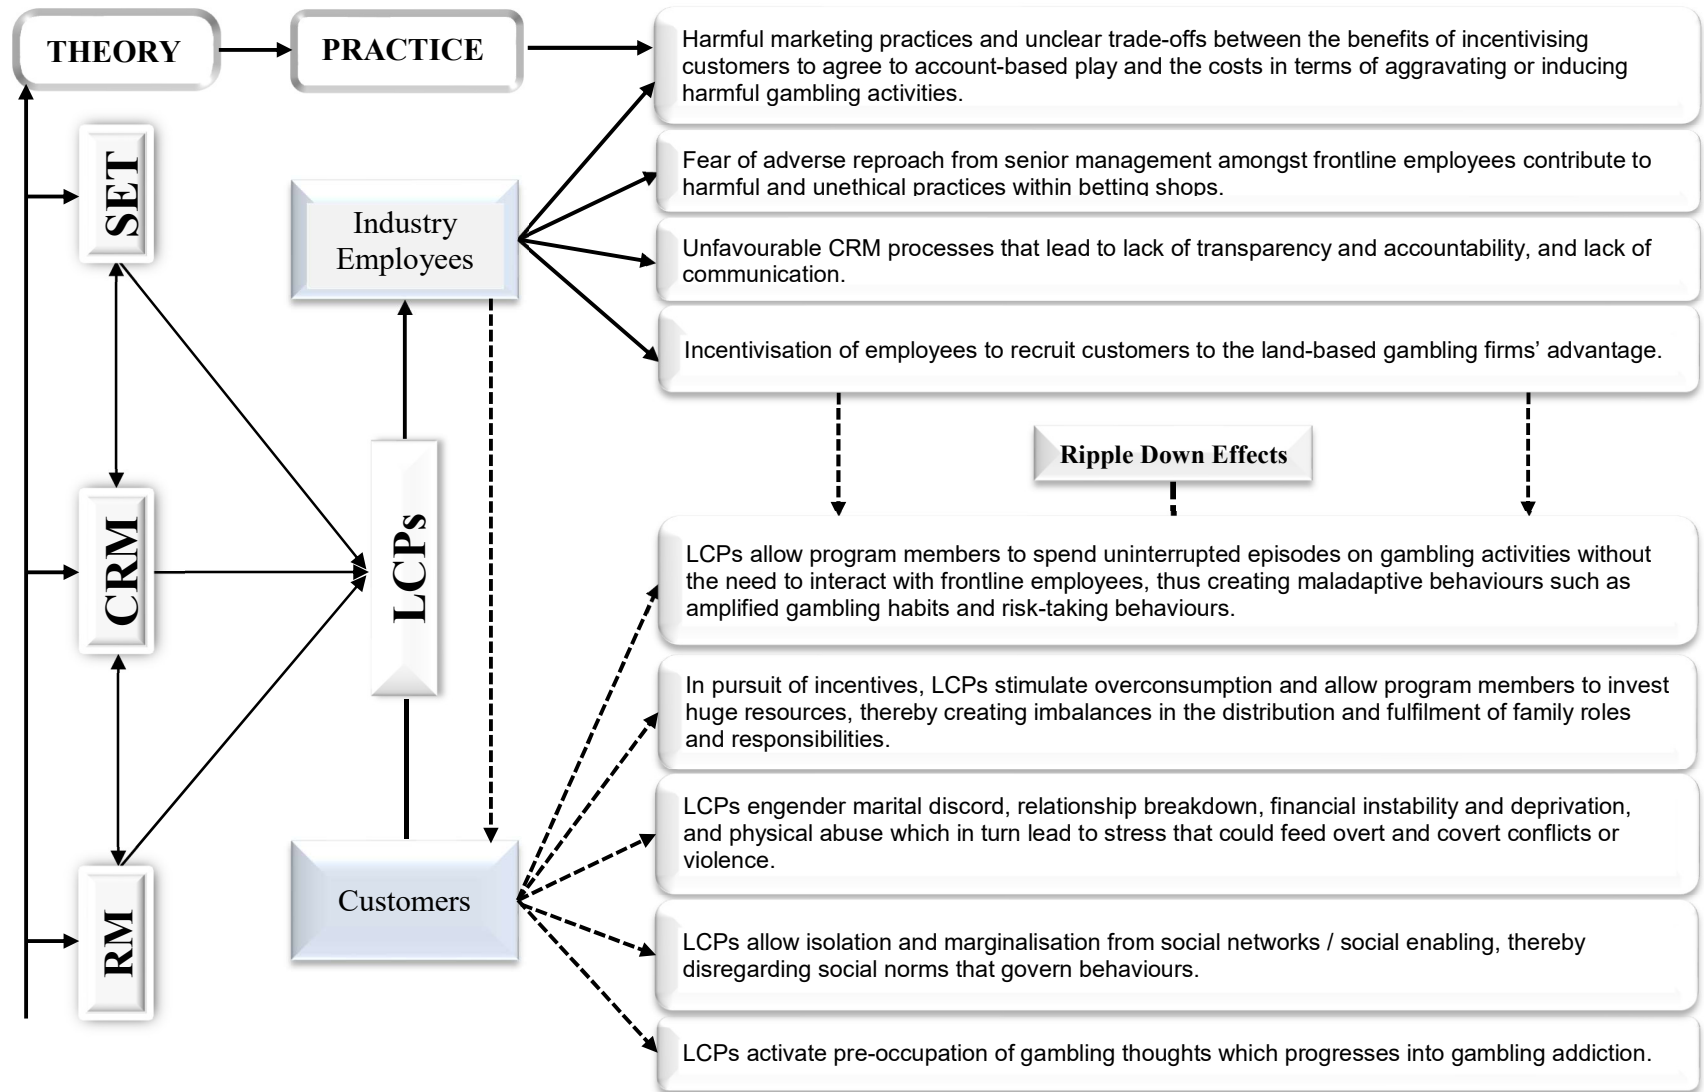 THEORY
PRACTICE
Harmful marketing practices and unclear trade-offs between the benefits of incentivising
customers to agree to account-based play and the costs in terms of aggravating or inducing
harmful gambling activities.
SET
Industry
Employees
Fear of adverse reproach from senior management amongst frontline employees contribute to
harmful and unethical practices within betting shops.
Unfavourable CRM processes that lead to lack of transparency and accountability, and lack of
communication.
Incentivisation of employees to recruit customers to the land-based gambling firms’ advantage.
Ripple Down Effects
CRM
LCPs
LCPs allow program members to spend uninterrupted episodes on gambling activities without
the need to interact with frontline employees, thus creating maladaptive behaviours such as
amplified gambling habits and risk-taking behaviours.
In pursuit of incentives, LCPs stimulate overconsumption and allow program members to invest
huge resources, thereby creating imbalances in the distribution and fulfilment of family roles
and responsibilities.
LCPs engender marital discord, relationship breakdown, financial instability and deprivation,
and physical abuse which in turn lead to stress that could feed overt and covert conflicts or
violence.
RM
Customers
LCPs allow isolation and marginalisation from social networks / social enabling, thereby
disregarding social norms that govern behaviours.
LCPs activate pre-occupation of gambling thoughts which progresses into gambling addiction.